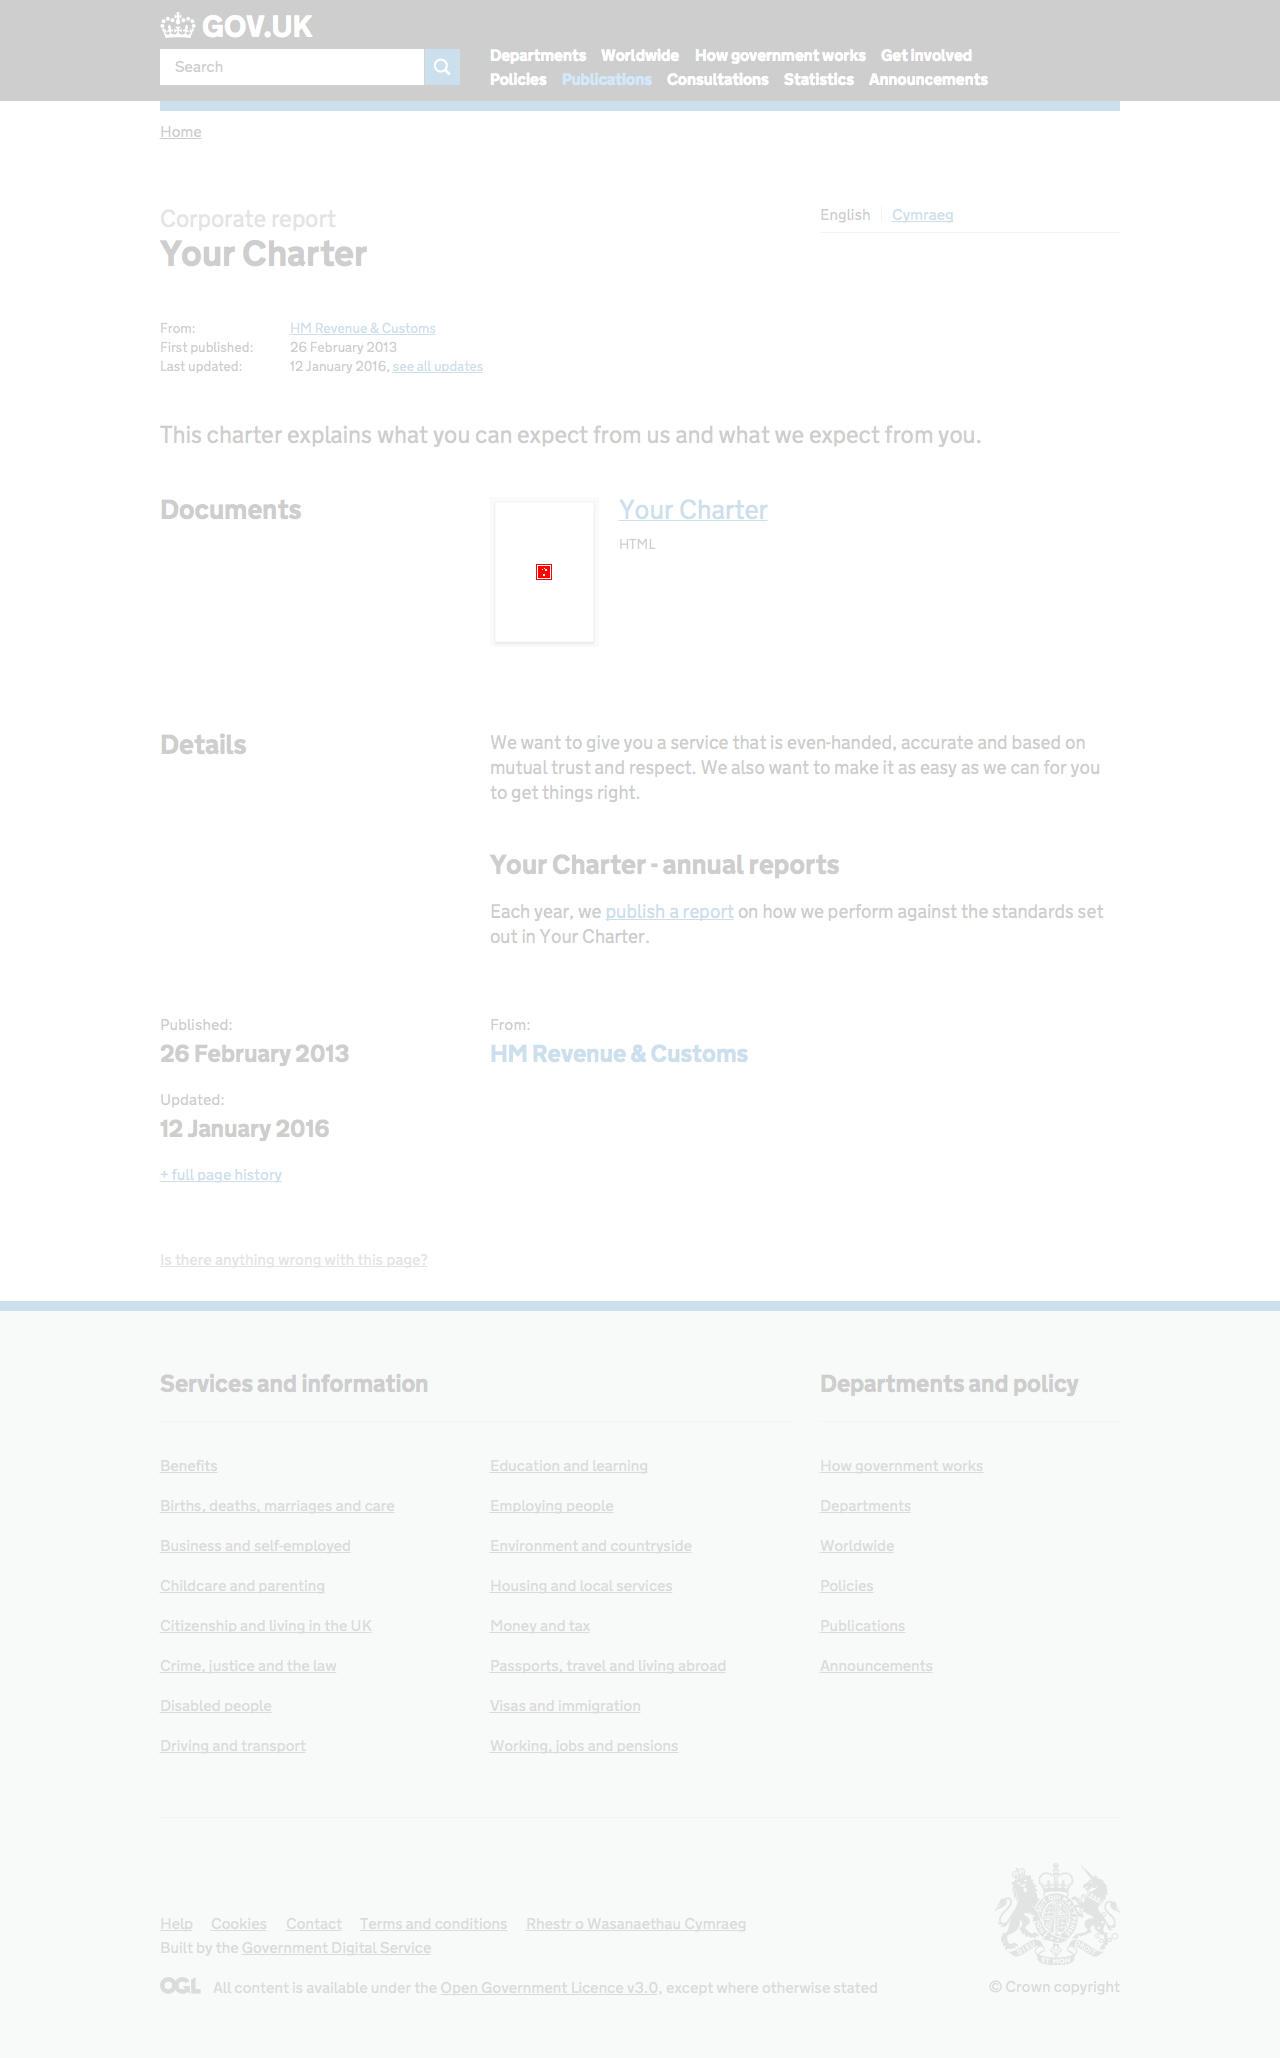 GOV.UK
Search
Departments Worldwide How government works Get involved
Policies Publications Consultations Statistics Announcements
Home
Corporate report
Your Charter
English Cymraeg
From: HM Revenue & Customs
First published: 26 February 2013
Last updated: 12 January 2016, see all updates
This charter explains what you can expect from us and what we expect from you.
Documents
Your Charter
HTML
Details
We want to give you a service that is even-handed, accurate and based on
mutual trust and respect. We also want to make it as easy as we can for you
to get things right.
Your Charter - annual reports
Each year, we publish a report on how we perform against the standards set
out in Your Charter.
Published:
26 February 2013
From:
HM Revenue & Customs
Updated:
12 January 2016
+ full page history
Is there anything wrong with this page?
Services and information
Benefits
Births, deaths, marriages and care
Business and self-employed
Childcare and parenting
Citizenship and living in the UK
Crime, justice and the law
Disabled people
Driving and transport
Education and learning
Employing people
Environment and countryside
Housing and local services
Money and tax
Passports, travel and living abroad
Visas and immigration
Working, jobs and pensions
Departments and policy
How government works
Departments
Worldwide
Policies
Publications
Announcements
Help Cookies Contact Terms and conditions Rhestr o Wasanaethau Cymraeg
Built by the Government Digital Service
OGL All content is available under the Open Government Licence v3.0, except where otherwise stated
© Crown copyright